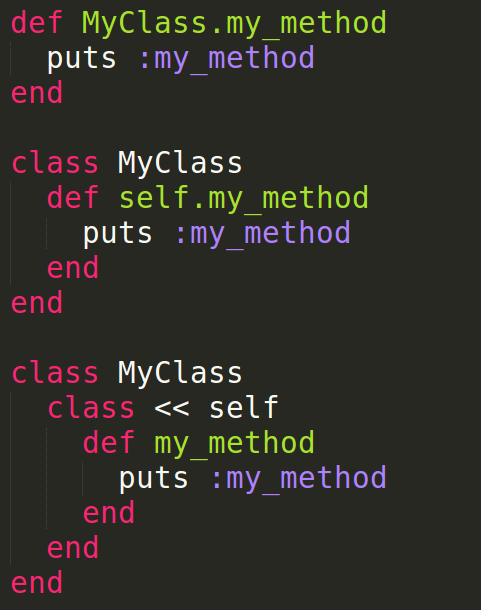 def MyClass.my_method
  puts :my_method
end

class MyClass
  def self.my_method
    puts :my_method
  end
end

class MyClass
  class << self
    def my_method
      puts :my_method
    end
  end
end